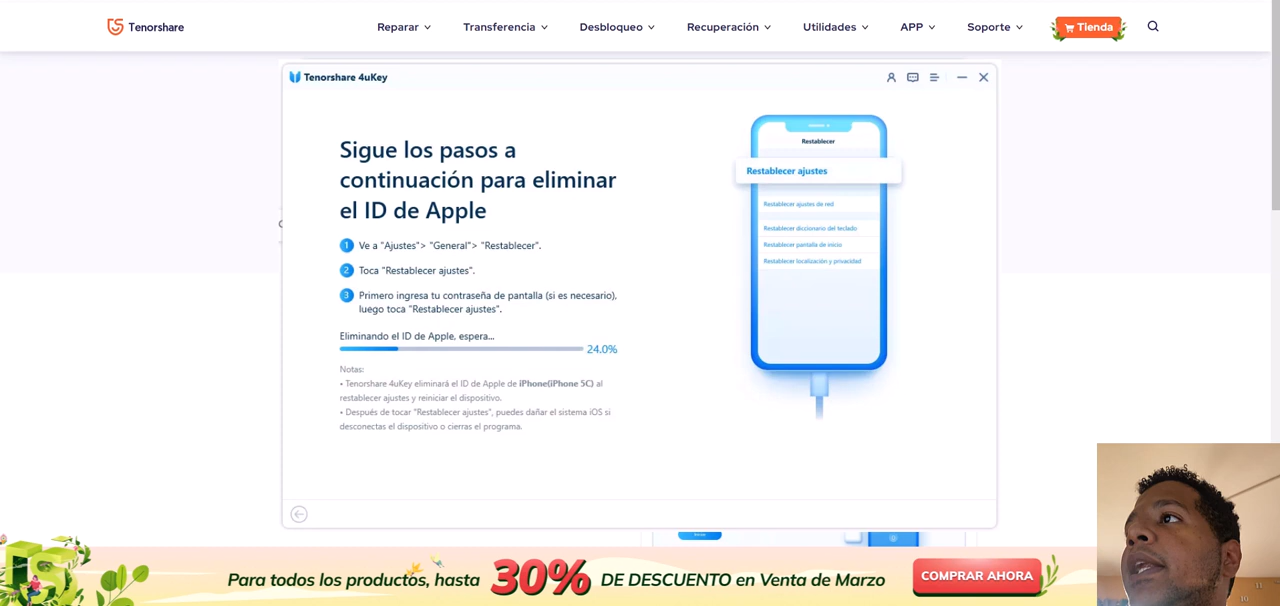 Tenorshare
Reparar
Transferencia
Desbloqueo
Recuperación
Utilidades
APP
Soporte
Tienda
Tenorshare 4uKey
Sigue los pasos a
continuación para eliminar
el ID de Apple
1 Ve a "Ajustes"> "General"> "Restablecer".
2 Toca "Restablecer ajustes".
3 Primero ingresa tu contraseña de pantalla (si es necesario),
luego toca "Restablecer ajustes".
Eliminando el ID de Apple, espera...
24.0%
Notas:
• Tenorshare 4uKey eliminará el ID de Apple de iPhone(iPhone 5C) al
restablecer ajustes y reiniciar el dispositivo.
• Después de tocar "Restablecer ajustes", puedes dañar el sistema iOS si
desconectas el dispositivo o cierras el programa.
Restablecer
Restablecer ajustes
Restablecer ajustes de red
Restablecer diccionario del teclado
Restablecer pantalla de inicio
Restablecer localización y privacidad
Para todos los productos, hasta 30% DE DESCUENTO en Venta de Marzo
COMPRAR AHORA